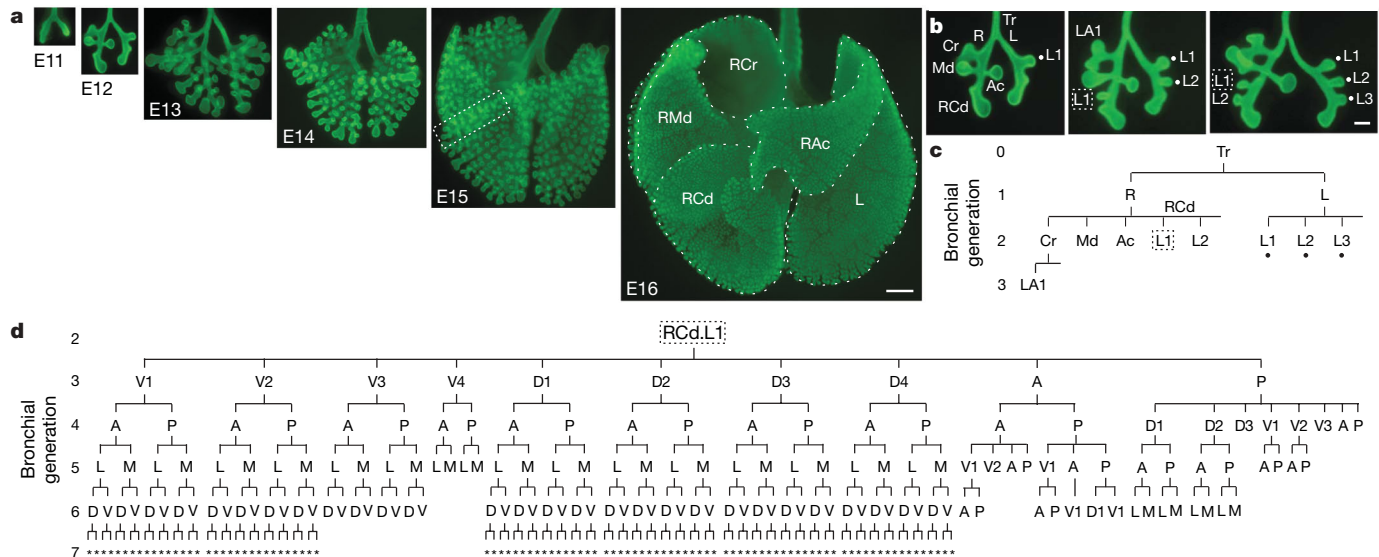 a
E11
E12
E13
E14
E15
RCr
RMd
RAc
RCd
L
E16
b
Tr
R L
Cr
Md
Ac
RCd
L1
LA1
L1
L2
L1
L1
L2
L3
L1
L2
c
Bronchial
generation
0 Tr
1 R L
RCd
2 Cr Md Ac L1 L2 L1 L2 L3
3 LA1
d
Bronchial generation
2 RCd.L1
3 V1 V2 V3 V4 D1 D2 D3 D4 A P
4 A P A P A P A P A P A P A P A P A P D1 D2 D3 V1 V2 V3 A P
5 L M L M L M L M L M L M L M L M L M L M L M L M L M L M L M L M V1 V2 A P V1 A P A P A P A P A P
6 D V D V D V D V D V D V D V D V D V D V D V D V D V D V D V D V D V D V D V D V D V D V D V D V D V D V D V D V A P A P V1 D1 V1 L M L M L M L M
7 **************** **************** **************** **************** **************** ****************